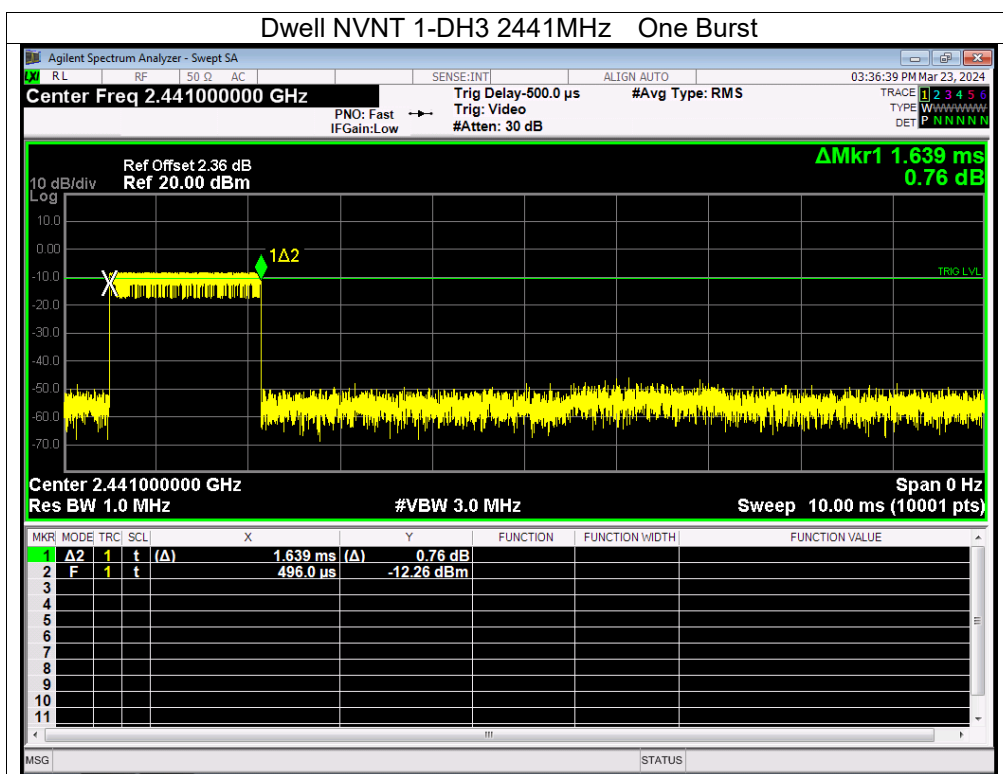 Dwell NVNT 1-DH3 2441MHz One Burst
Agilent Spectrum Analyzer - Swept SA
LXI RL RF 50 Ω AC SENSE:INT ALIGN AUTO 03:36:39 PM Mar 23, 2024
Center Freq 2.441000000 GHz Trig Delay-500.0 µs #Avg Type: RMS TRACE 1 2 3 4 5 6
PNO: Fast Trig: Video TYPE WWWWWWW
IFGain:Low #Atten: 30 dB DET P N N N N N
ΔMkr1 1.639 ms
0.76 dB
Ref Offset 2.36 dB
10 dB/div Ref 20.00 dBm
Log
10.0
0.00
1Δ2
-10.0
TRIG LVL
-20.0
-30.0
-40.0
-50.0
-60.0
-70.0
Center 2.441000000 GHz Span 0 Hz
Res BW 1.0 MHz #VBW 3.0 MHz Sweep 10.00 ms (10001 pts)
MKR MODE TRC SCL X Y FUNCTION FUNCTION WIDTH FUNCTION VALUE
1 Δ2 1 t (Δ) 1.639 ms (Δ) 0.76 dB
2 F 1 t 496.0 µs -12.26 dBm
3
4
5
6
7
8
9
10
11
MSG STATUS